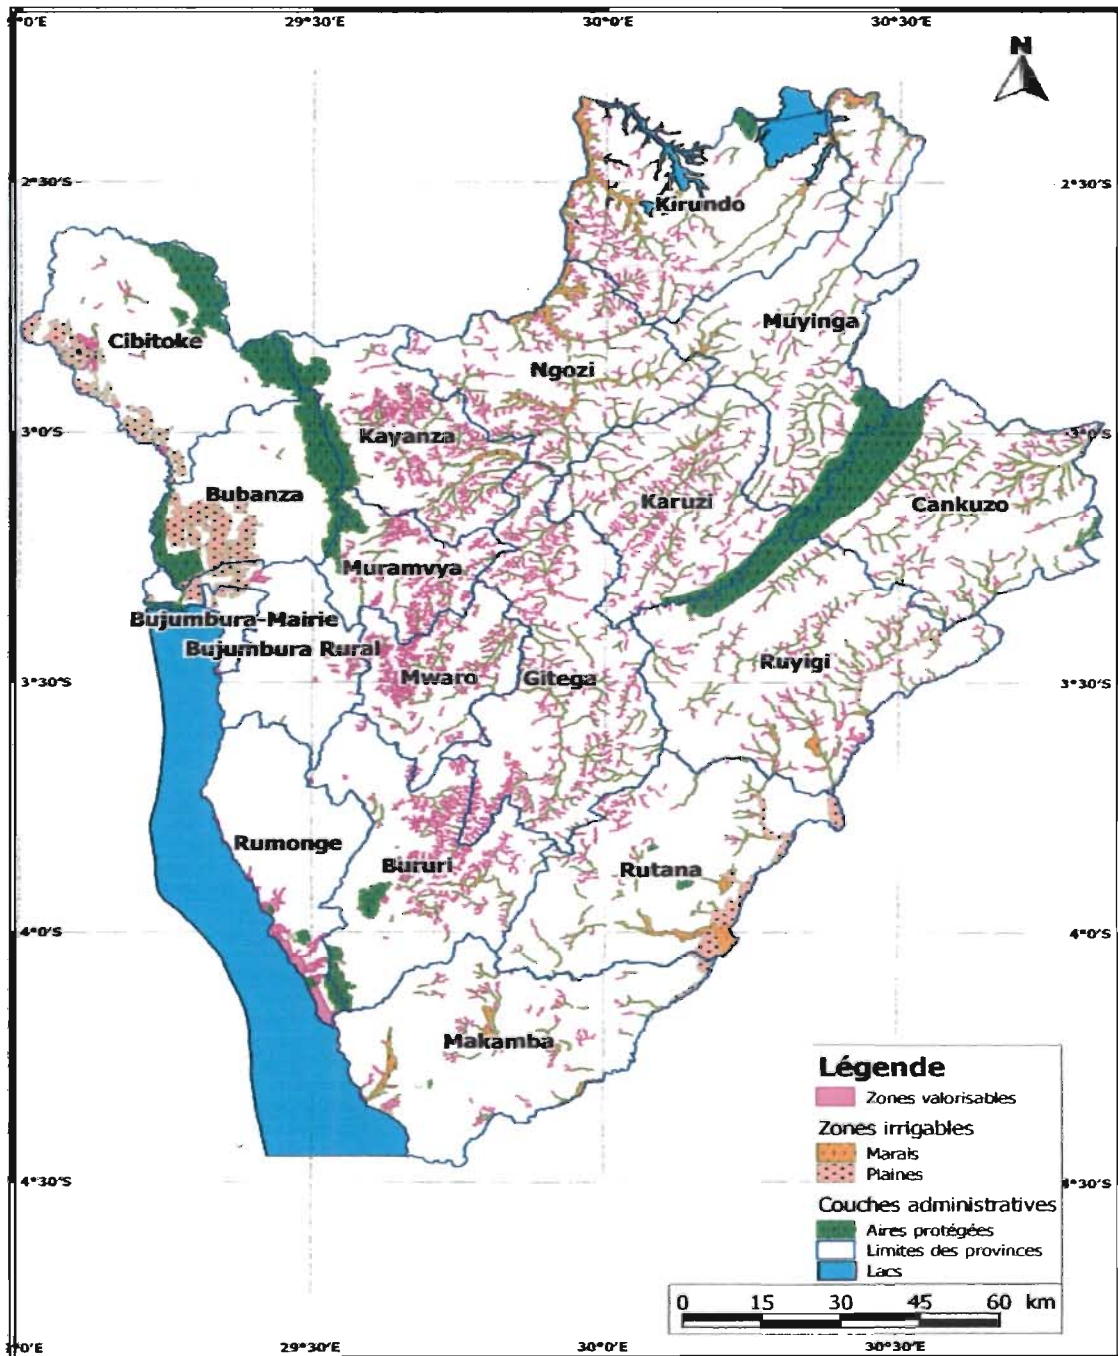 9°0'E 29°30'E 30°0'E 30°30'E
N
2°30'S 2°30'S
Kirundo
Muyinga
Cibitoke
Ngozi
3°0'S 3°0'S
Kayanza
Bubanza
Karuzi
Cankuzo
Muramvya
Bujumbura-Mairie
Bujumbura Rural
Ruyigi
Mwaro
Gitega
3°30'S 3°30'S
Rumonge
Bururi
Rutana
4°0'S 4°0'S
Makamba
Légende
Zones valorisables
Zones irrigables
Marais
Plaines
Couches administratives
Aires protégées
Limites des provinces
Lacs
4°30'S 4°30'S
0 15 30 45 60 km
°0'E 29°30'E 30°0'E 30°30'E